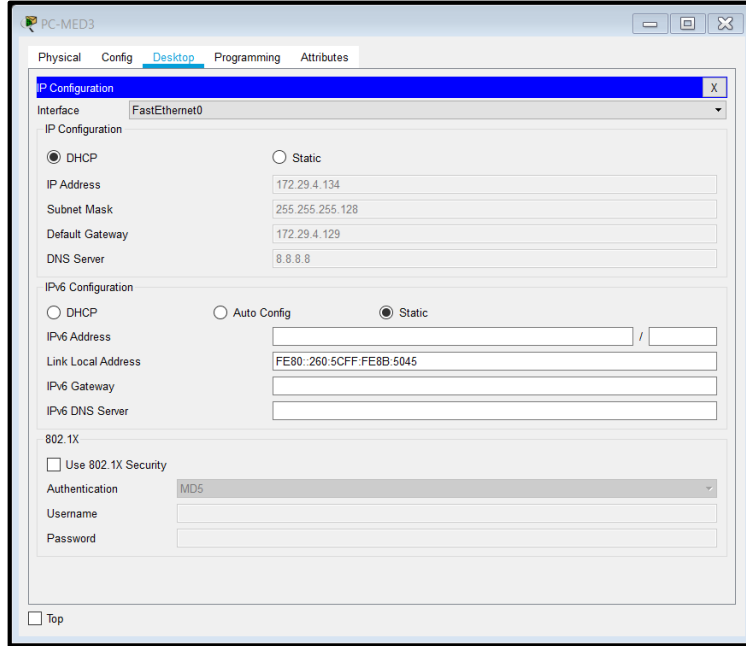 PC-MED3
Physical Config Desktop Programming Attributes
IP Configuration X
Interface FastEthernet0
IP Configuration
DHCP Static
IP Address 172.29.4.134
Subnet Mask 255.255.255.128
Default Gateway 172.29.4.129
DNS Server 8.8.8.8
IPv6 Configuration
DHCP Auto Config Static
IPv6 Address /
Link Local Address FE80::260:5CFF:FE8B:5045
IPv6 Gateway
IPv6 DNS Server
802.1X
Use 802.1X Security
Authentication MD5
Username
Password
Top